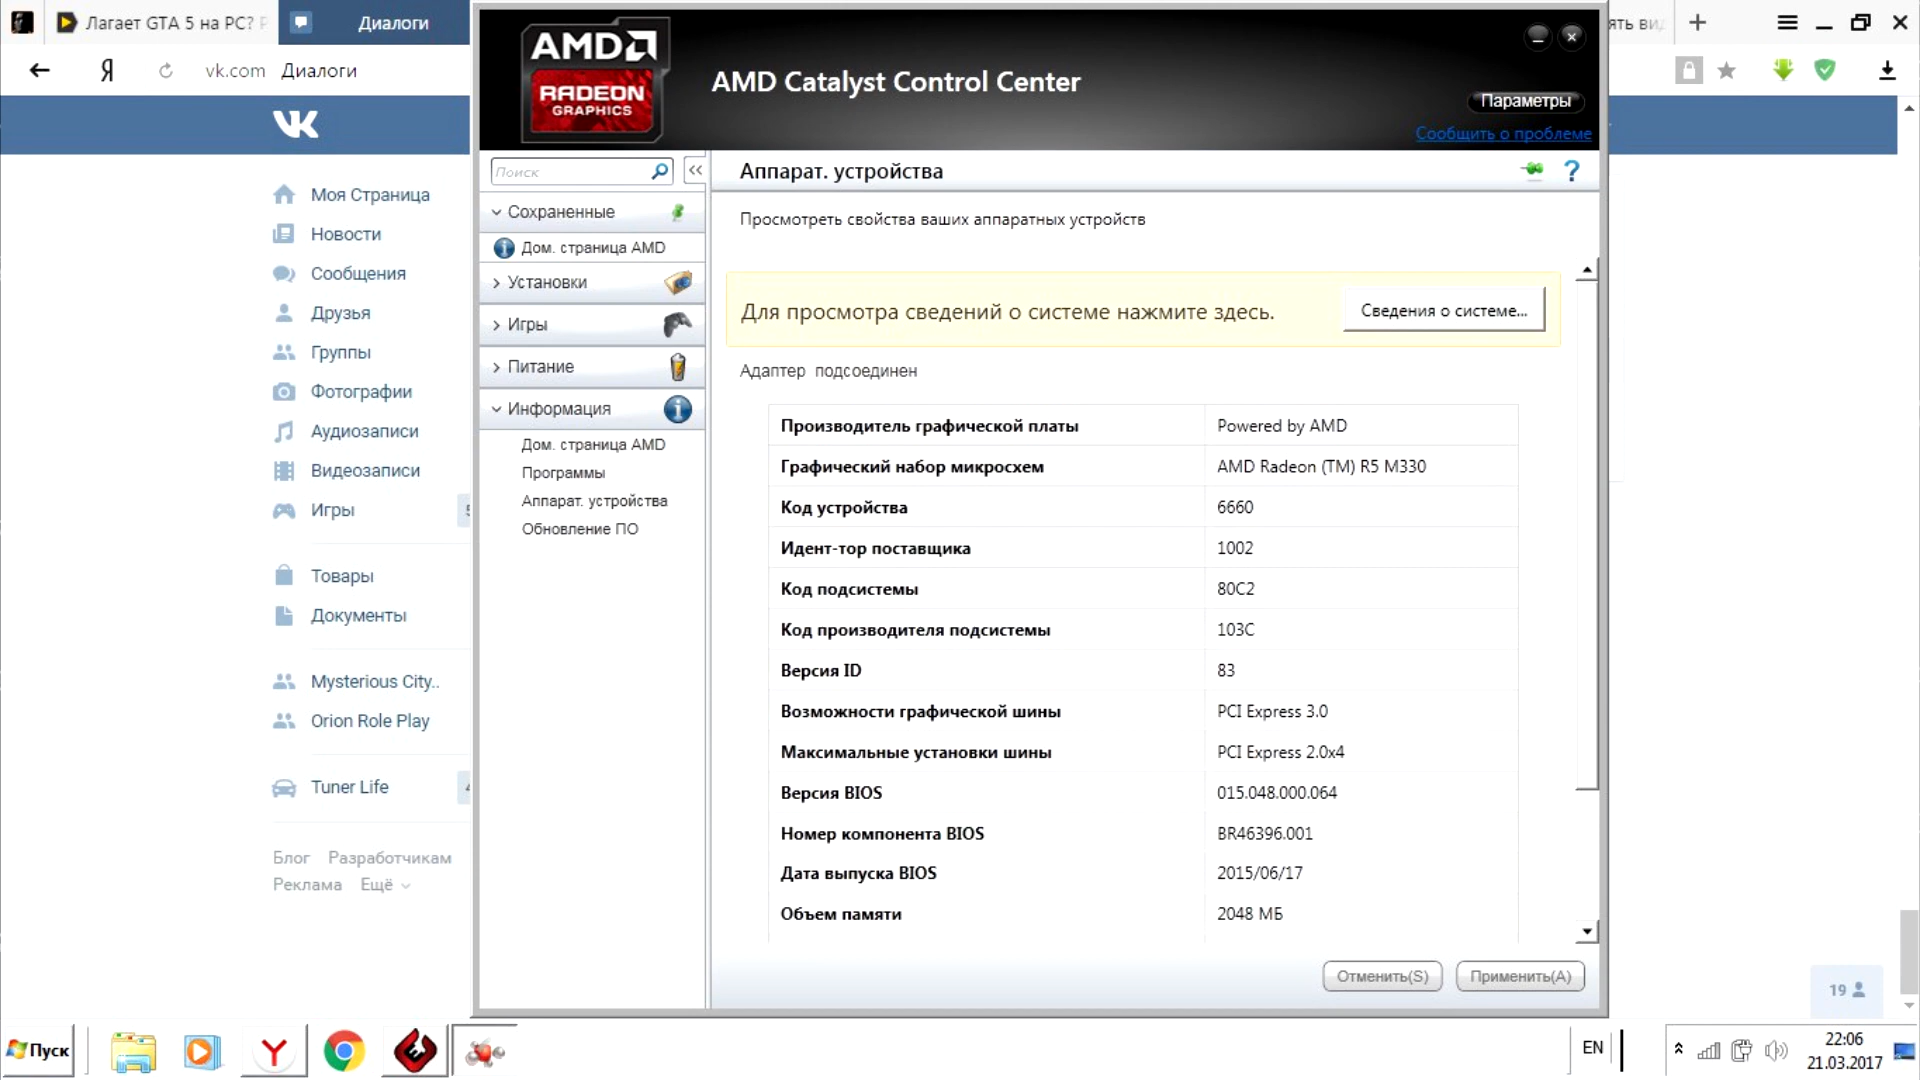 Лагает GTA 5 на PC?
Диалоги
vk.com Диалоги
Моя Страница
Новости
Сообщения
Друзья
Группы
Фотографии
Аудиозаписи
Видеозаписи
Игры
Товары
Документы
Mysterious City..
Orion Role Play
Tuner Life
Блог Разработчикам
Реклама Ещё
AMD
RADEON
GRAPHICS
AMD Catalyst Control Center
Параметры
Сообщить о проблеме
Поиск
Сохраненные
Дом. страница AMD
Установки
Игры
Питание
Информация
Дом. страница AMD
Программы
Аппарат. устройства
Обновление ПО
Аппарат. устройства
Просмотреть свойства ваших аппаратных устройств
Для просмотра сведений о системе нажмите здесь.
Сведения о системе...
Адаптер подсоединен
Производитель графической платы Powered by AMD
Графический набор микросхем AMD Radeon (TM) R5 M330
Код устройства 6660
Идент-тор поставщика 1002
Код подсистемы 80C2
Код производителя подсистемы 103C
Версия ID 83
Возможности графической шины PCI Express 3.0
Максимальные установки шины PCI Express 2.0x4
Версия BIOS 015.048.000.064
Номер компонента BIOS BR46396.001
Дата выпуска BIOS 2015/06/17
Объем памяти 2048 МБ
Отменить(S)
Применить(A)
19
Пуск
EN
22:06
21.03.2017